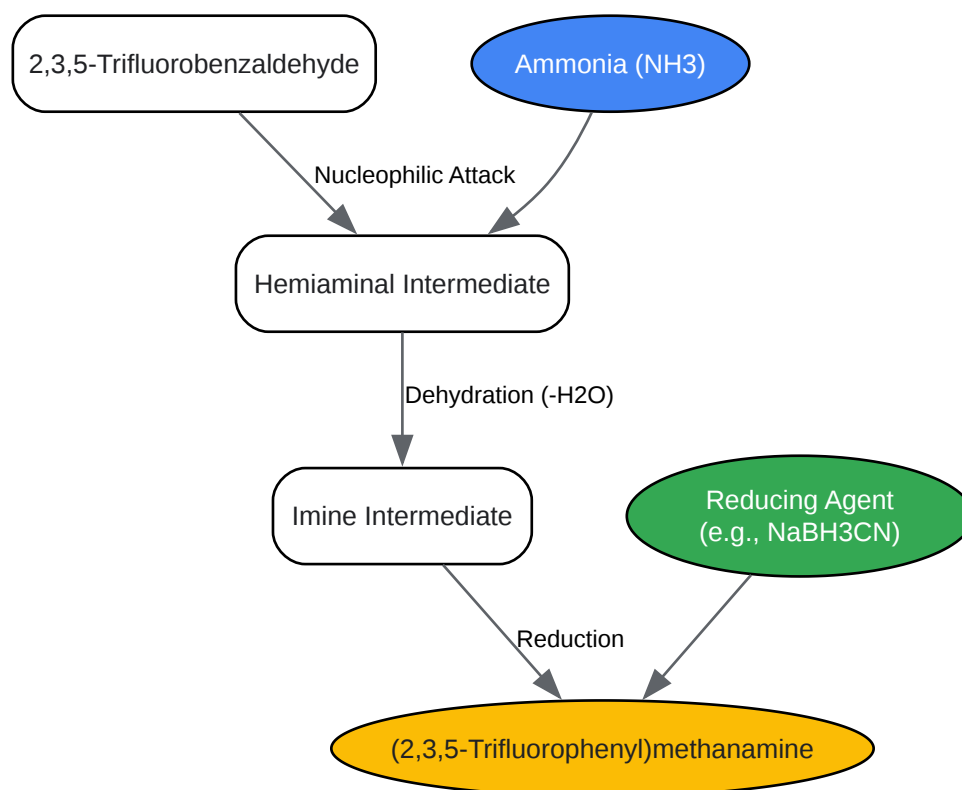 2,3,5-Trifluorobenzaldehyde
Ammonia (NH3)
Nucleophilic Attack
Hemiaminal Intermediate
Dehydration (-H2O)
Imine Intermediate
Reducing Agent
(e.g., NaBH3CN)
Reduction
(2,3,5-Trifluorophenyl)methanamine